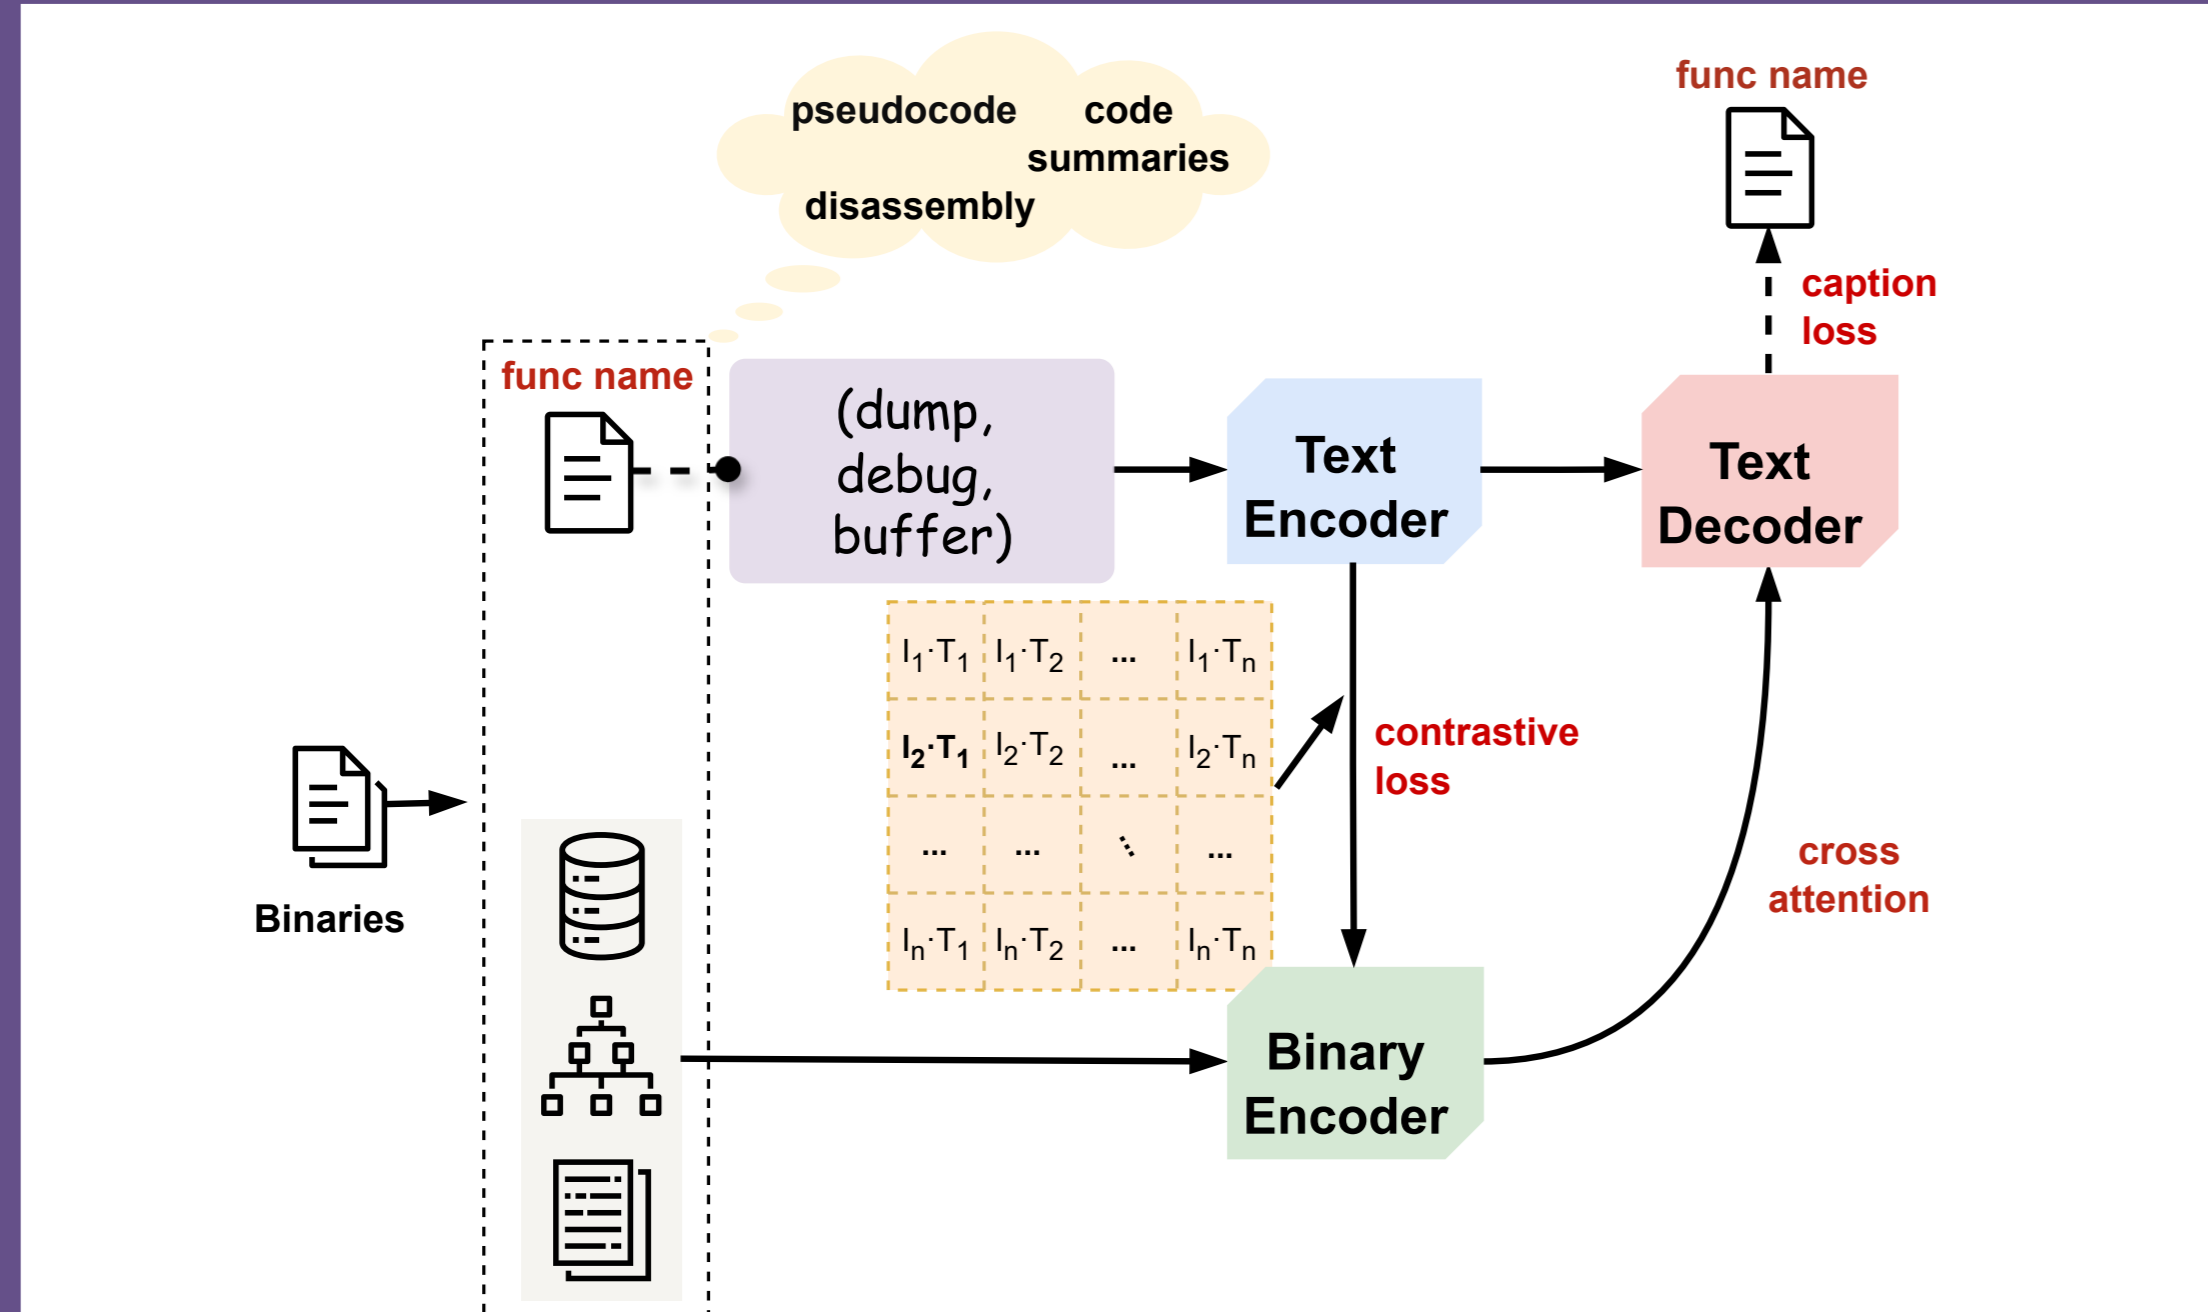 pseudocode
code
summaries
disassembly
func name
caption
loss
func name
(dump,
debug,
buffer)
Text
Encoder
Text
Decoder
I₁·T₁ I₁·T₂ ... I₁·Tₙ
I₂·T₁ I₂·T₂ ... I₂·Tₙ
... ... ⋱ ...
Iₙ·T₁ Iₙ·T₂ ... Iₙ·Tₙ
contrastive
loss
cross
attention
Binaries
Binary
Encoder